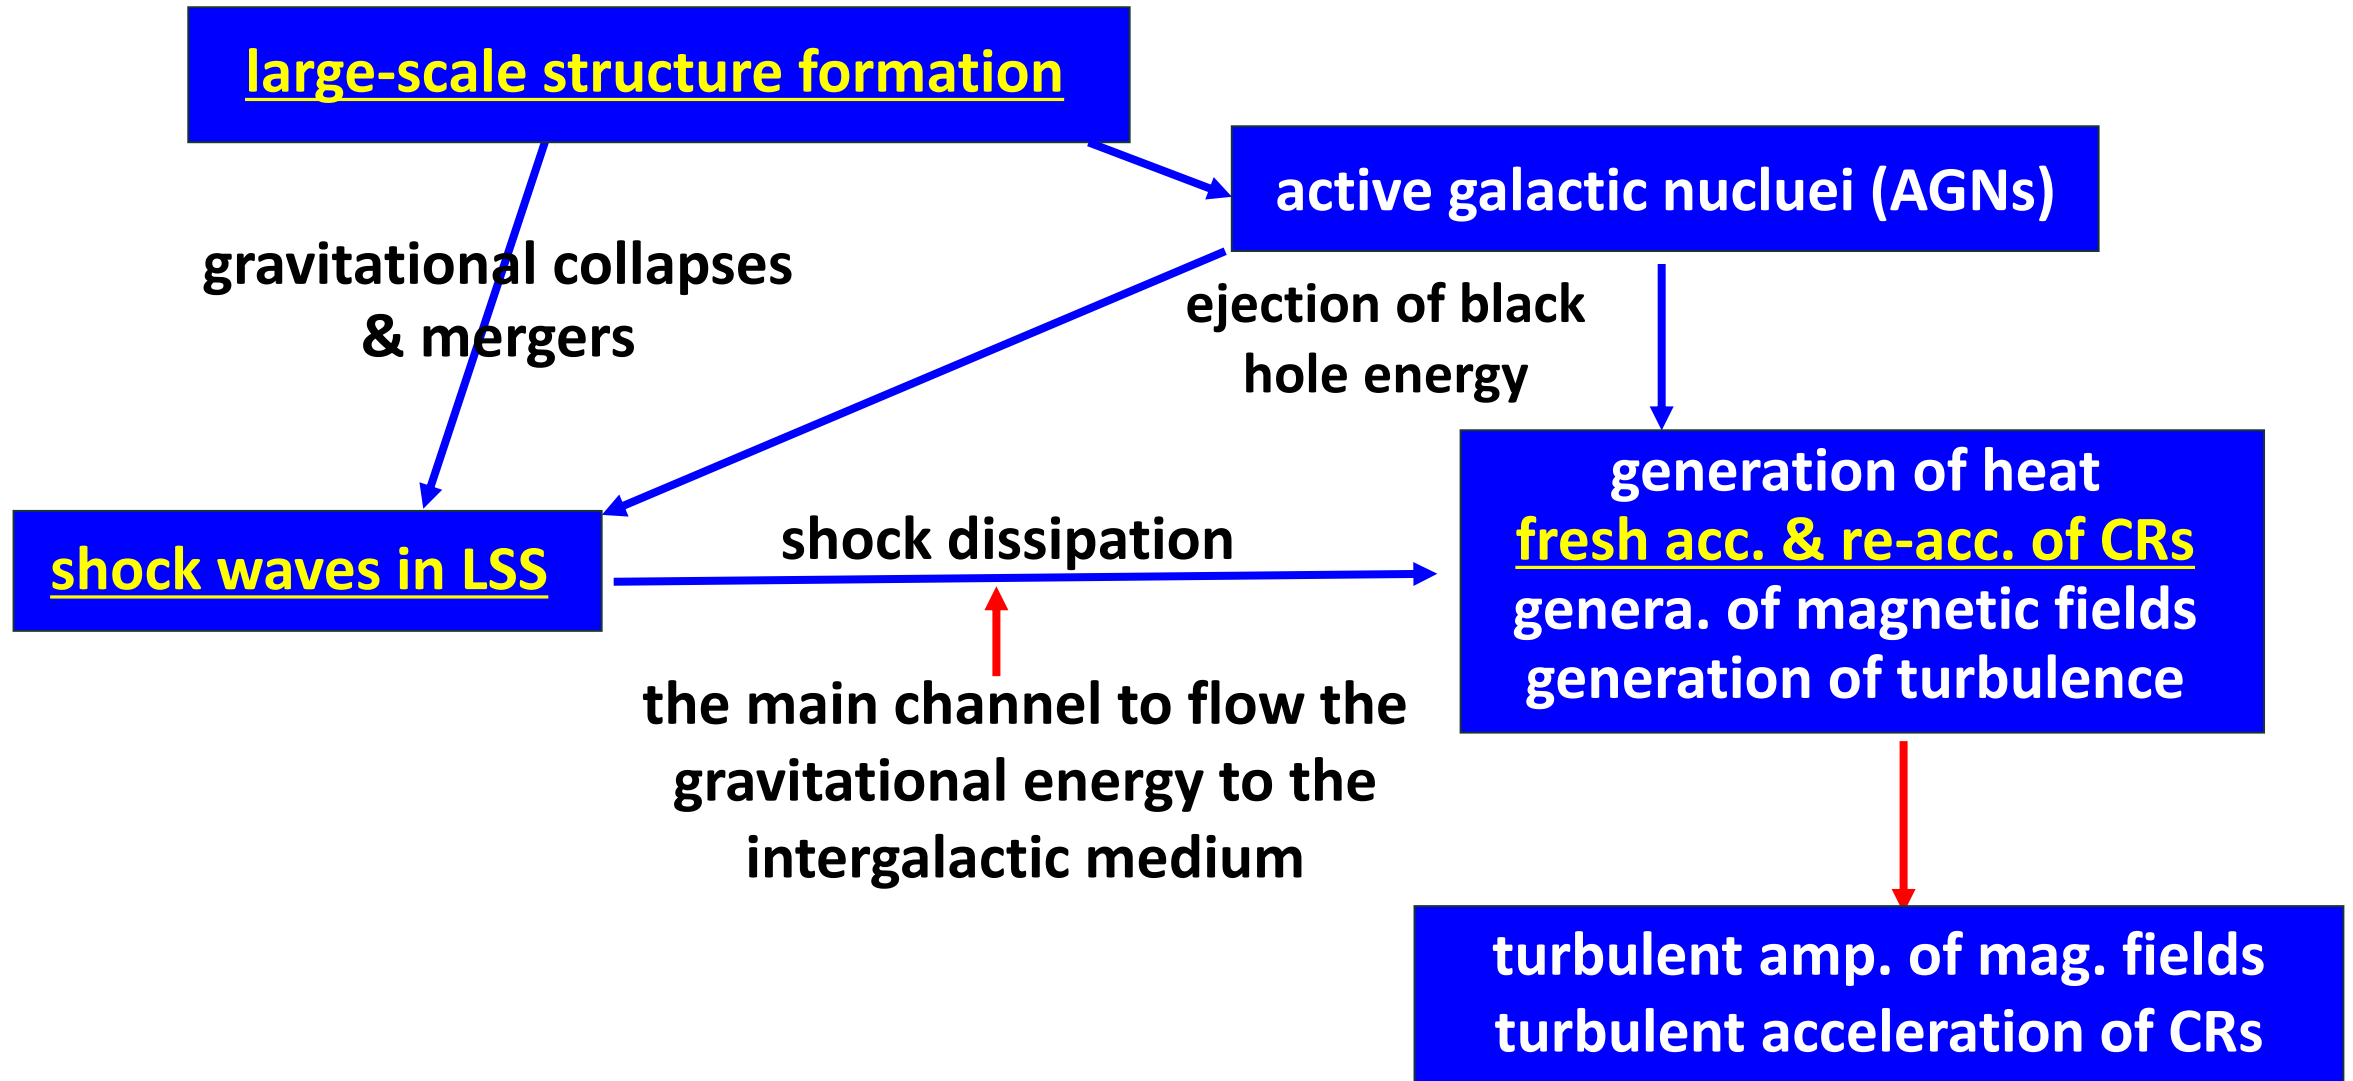 large-scale structure formation
active galactic nucluei (AGNs)
gravitational collapses
& mergers
ejection of black
hole energy
shock waves in LSS
shock dissipation
generation of heat
fresh acc. & re-acc. of CRs
genera. of magnetic fields
generation of turbulence
the main channel to flow the
gravitational energy to the
intergalactic medium
turbulent amp. of mag. fields
turbulent acceleration of CRs